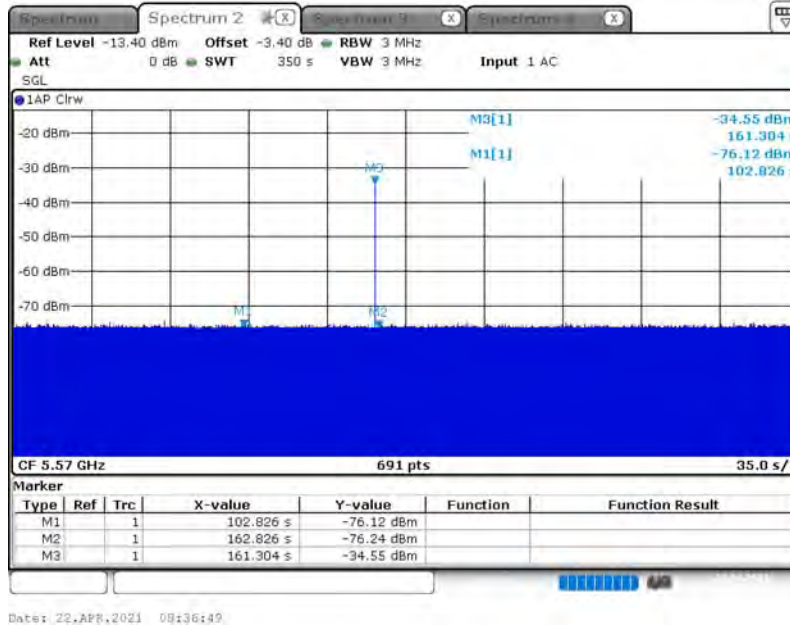 Spectrum Spectrum 2 X Spectrum 3 X Spectrum 4 X
Ref Level -13.40 dBm Offset -3.40 dB RBW 3 MHz
Att 0 dB SWT 350 s VBW 3 MHz Input 1 AC
SGL
1AP Clrw
M3[1] -34.55 dBm
161.304
M1[1] -76.12 dBm
102.826
-20 dBm
-30 dBm
M3
-40 dBm
-50 dBm
-60 dBm
-70 dBm
M1 M2
CF 5.57 GHz 691 pts 35.0 s/
Marker
Type Ref Trc X-value Y-value Function Function Result
M1 1 102.826 s -76.12 dBm
M2 1 162.826 s -76.24 dBm
M3 1 161.304 s -34.55 dBm
Date: 22.APR.2021 08:36:49